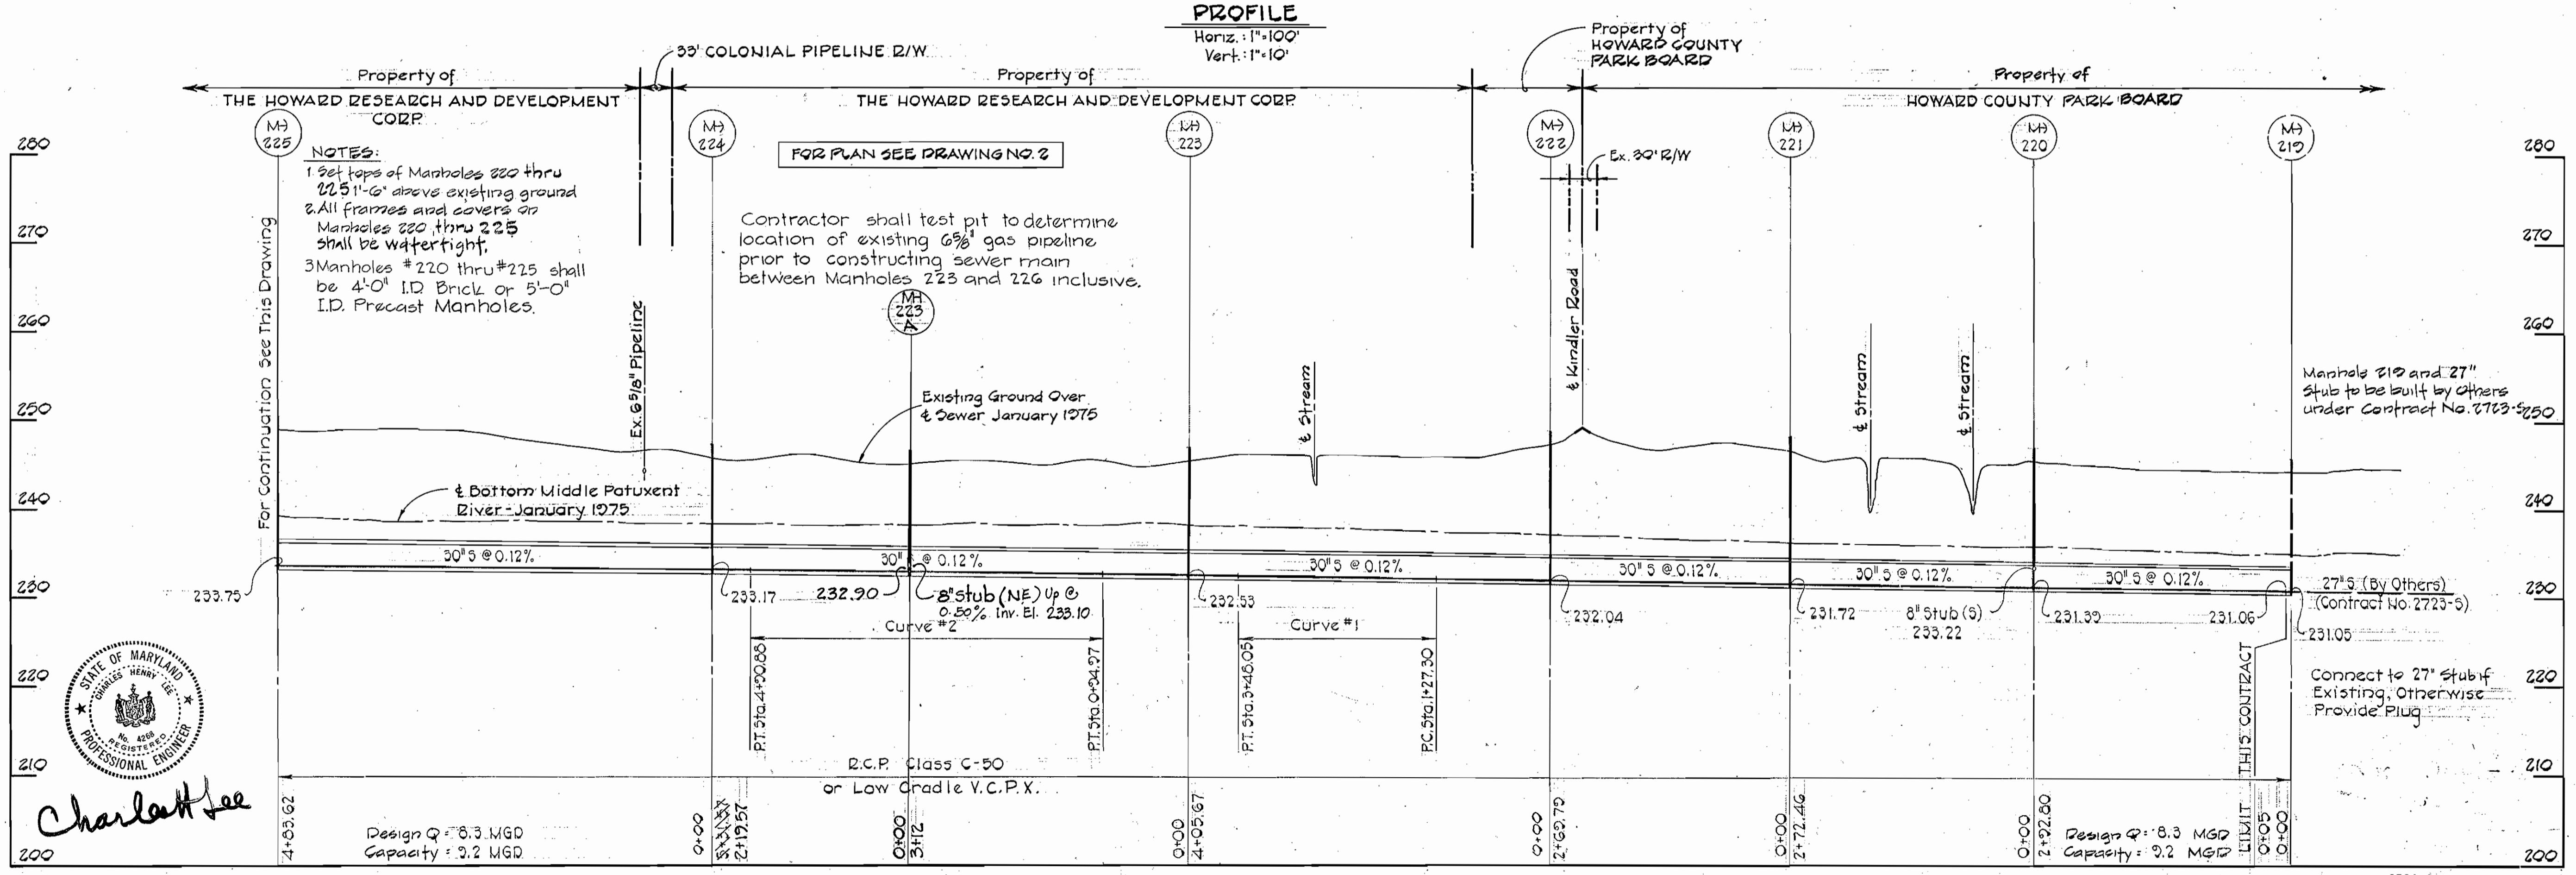 PROFILE
Horiz.: 1"=100'
Vert.: 1"=10'
33' COLONIAL PIPELINE R/W
Property of
HOWARD COUNTY
PARK BOARD
Property of
THE HOWARD RESEARCH AND DEVELOPMENT
CORP.
Property of
THE HOWARD RESEARCH AND DEVELOPMENT CORP.
Property of
HOWARD COUNTY PARK BOARD
MH
225
MH
224
MH
223
MH
222
MH
221
MH
220
MH
219
FOR PLAN SEE DRAWING NO. 2
Ex. 30' R/W
NOTES:
1. Set tops of Manholes 220 thru
225 1'-6" above existing ground
2. All frames and covers on
Manholes 220 thru 225
shall be watertight.
3 Manholes #220 thru #225 shall
be 4'-0" I.D. Brick or 5'-0"
I.D. Precast Manholes.
Contractor shall test pit to determine
location of existing 6⅝" gas pipeline
prior to constructing sewer main
between Manholes 223 and 226 inclusive.
MH
223
A
280
270
260
250
240
230
220
210
200
280
270
260
250
240
230
220
210
200
For Continuation See This Drawing
Ex. 6 5/8" Pipeline
Existing Ground Over
℄ Sewer January 1975
℄ Stream
℄ Kindler Road
℄ Stream
℄ Stream
Manhole 219 and 27"
Stub to be built by Others
under Contract No. 2723-S
℄ Bottom Middle Patuxent
River-January 1975
30" S @ 0.12%
30" S @ 0.12%
30" S @ 0.12%
30" S @ 0.12%
30" S @ 0.12%
30" S @ 0.12%
233.75
233.17
232.90
8" Stub (NE) Up @
0.50% Inv. El. 233.10
232.53
232.04
231.72
8" Stub (S)
233.22
231.39
231.06
231.05
27" S. (By Others)
(Contract No. 2723-S)
Curve #2
Curve #1
P.T. Sta. 4+90.88
P.T. Sta. 0+94.97
P.T. Sta. 3+48.05
P.C. Sta. 1+27.30
Connect to 27" Stub if
Existing, Otherwise
Provide Plug
LIMIT THIS CONTRACT
STATE OF MARYLAND
CHARLES HENRY LEE
No. 4266
REGISTERED
PROFESSIONAL ENGINEER
Charles H Lee
R.C.P. Class C-50
or Low Cradle V.C.P.X.
Design Q = 8.3 MGD
Capacity = 9.2 MGD
4+83.62
0+00
2+19.57
0+00
3+12
0+00
4+05.67
0+00
2+69.79
0+00
2+72.46
0+00
2+92.80
Design Q = 8.3 MGD
Capacity = 9.2 MGD
0+05
0+00